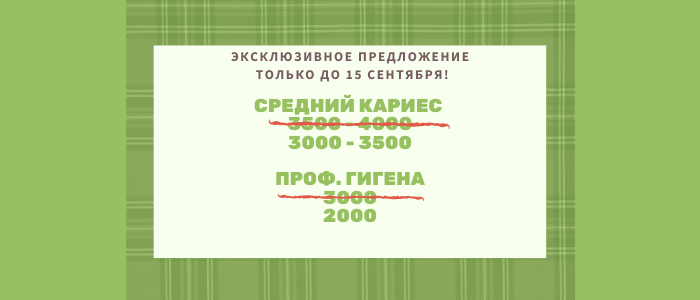 ЭКСКЛЮЗИВНОЕ ПРЕДЛОЖЕНИЕ
ТОЛЬКО ДО 15 СЕНТЯБРЯ!
СРЕДНИЙ КАРИЕС
3500 - 4000
3000 - 3500
ПРОФ. ГИГЕНА
3000
2000